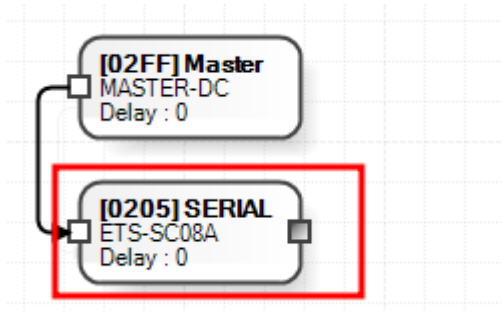 [02FF] Master
MASTER-DC
Delay : 0
[0205] SERIAL
ETS-SC08A
Delay : 0